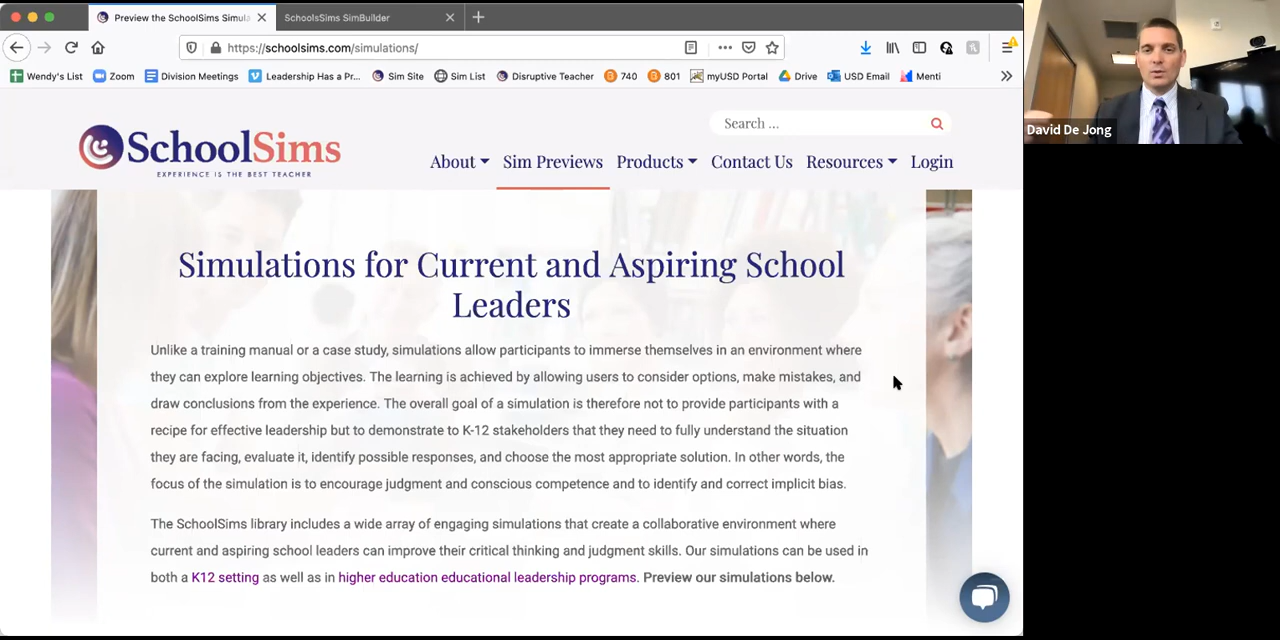 Preview the SchoolSims Simula
SchoolsSims SimBuilder
https://schoolsims.com/simulations/
Wendy's List
Zoom
Division Meetings
Leadership Has a Pr...
Sim Site
Sim List
Disruptive Teacher
740
801
myUSD Portal
Drive
USD Email
Menti
David De Jong
Search ...
SchoolSims
EXPERIENCE IS THE BEST TEACHER
About
Sim Previews
Products
Contact Us
Resources
Login
Simulations for Current and Aspiring School
Leaders
Unlike a training manual or a case study, simulations allow participants to immerse themselves in an environment where
they can explore learning objectives. The learning is achieved by allowing users to consider options, make mistakes, and
draw conclusions from the experience. The overall goal of a simulation is therefore not to provide participants with a
recipe for effective leadership but to demonstrate to K-12 stakeholders that they need to fully understand the situation
they are facing, evaluate it, identify possible responses, and choose the most appropriate solution. In other words, the
focus of the simulation is to encourage judgment and conscious competence and to identify and correct implicit bias.
The SchoolSims library includes a wide array of engaging simulations that create a collaborative environment where
current and aspiring school leaders can improve their critical thinking and judgment skills. Our simulations can be used in
both a K12 setting as well as in higher education educational leadership programs. Preview our simulations below.